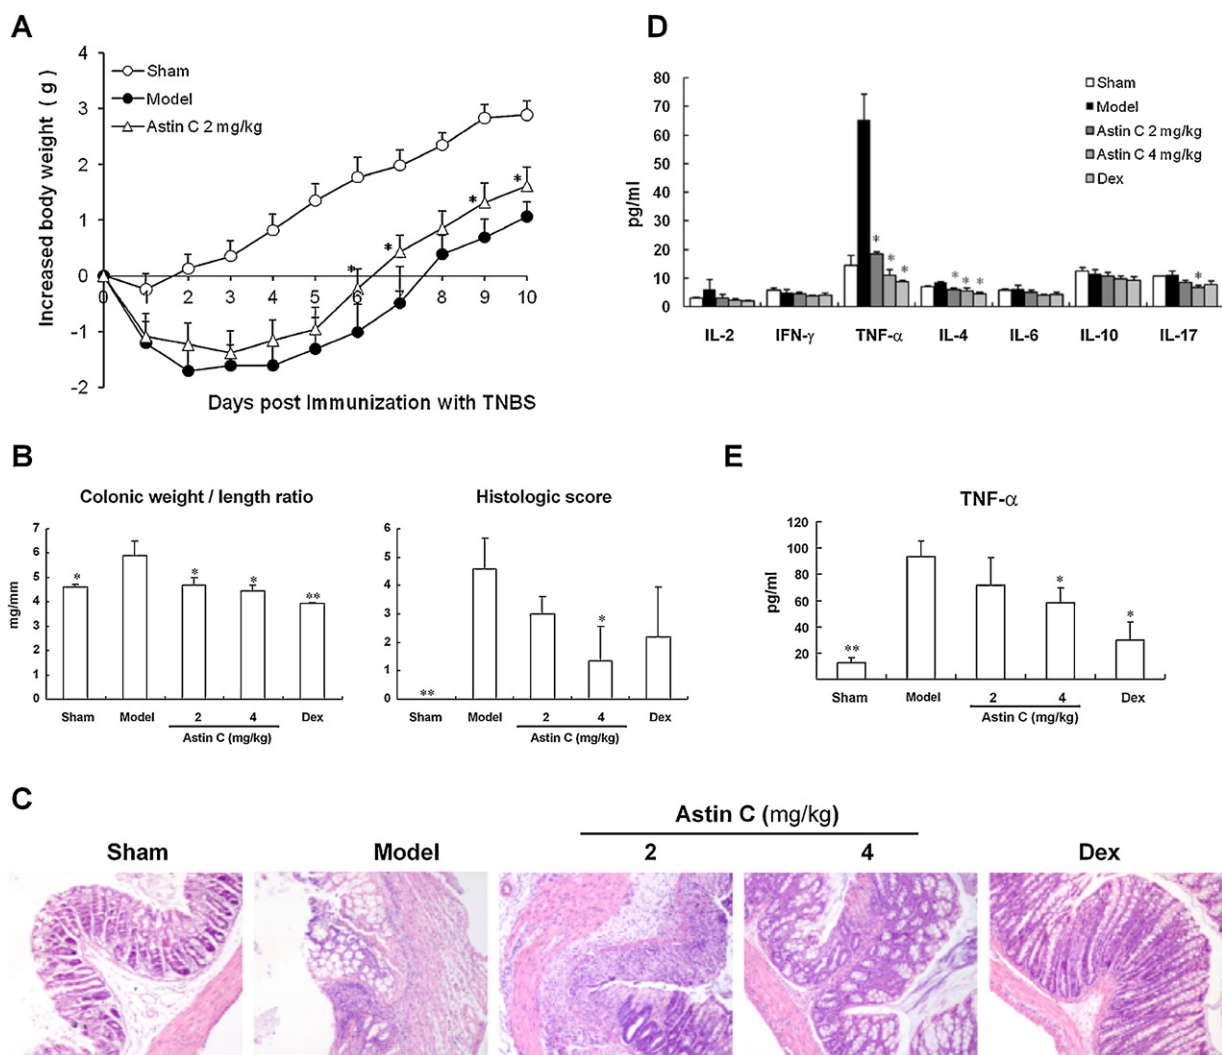 A
Increased body weight ( g )
4
3
2
1
0
-1
-2
Sham
Model
Astin C 2 mg/kg
* * * *
0 1 2 3 4 5 6 7 8 9 10
Days post Immunization with TNBS
D
pg/ml
80
70
60
50
40
30
20
10
0
Sham
Model
Astin C 2 mg/kg
Astin C 4 mg/kg
Dex
* * * * * * *
IL-2 IFN-γ TNF-α IL-4 IL-6 IL-10 IL-17
B
Colonic weight / length ratio
mg/mm
7
6
5
4
3
2
1
0
* * * **
Sham Model 2 4 Dex
Astin C (mg/kg)
Histologic score
6
5
4
3
2
1
0
** *
Sham Model 2 4 Dex
Astin C (mg/kg)
E
TNF-α
pg/ml
120
100
80
60
40
20
** * *
Sham Model 2 4 Dex
Astin C (mg/kg)
C
Astin C (mg/kg)
Sham Model 2 4 Dex